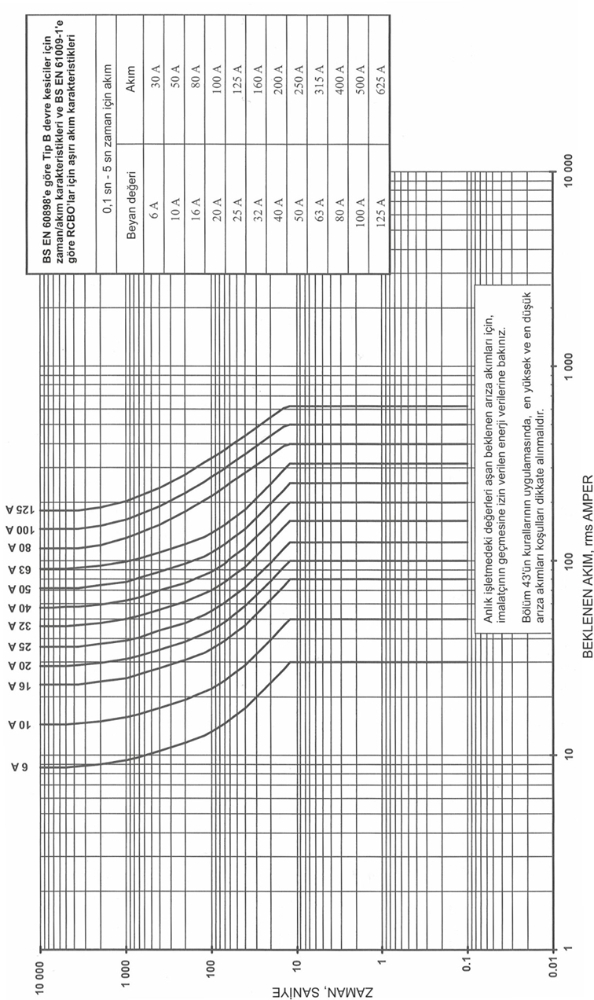 BS EN 60898'e göre Tip B devre kesiciler için
zaman/akım karakteristikleri ve BS EN 61009-1'e
göre RCBO'lar için aşırı akım karakteristikleri
0,1 sn - 5 sn zaman için akım
Beyan değeri Akım
6 A 30 A
10 A 50 A
16 A 80 A
20 A 100 A
25 A 125 A
32 A 160 A
40 A 200 A
50 A 250 A
63 A 315 A
80 A 400 A
100 A 500 A
125 A 625 A
6 A
10 A
16 A
20 A
25 A
32 A
40 A
50 A
63 A
80 A
100 A
125 A
10 000
1 000
100
10
1
0.1
0.01
ZAMAN, SANİYE
Anlık işletmedeki değerleri aşan beklenen arıza akımları için,
imalatçının geçmesine izin verilen enerji verilerine bakınız.
Bölüm 43'ün kurallarının uygulamasında, en yüksek ve en düşük
arıza akımları koşulları dikkate alınmalıdır.
1
10
100
1 000
10 000
BEKLENEN AKIM, rms AMPER